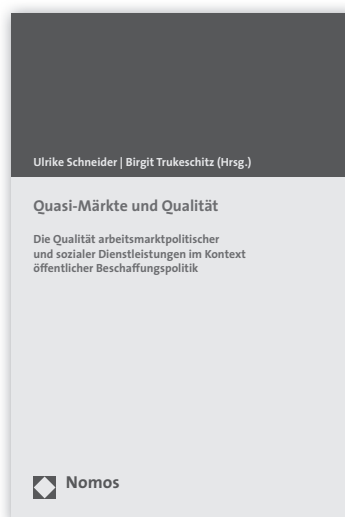 Ulrike Schneider | Birgit Trukeschitz (Hrsg.)
Quasi-Märkte und Qualität
Die Qualität arbeitsmarktpolitischer
und sozialer Dienstleistungen im Kontext
öffentlicher Beschaffungspolitik
Nomos